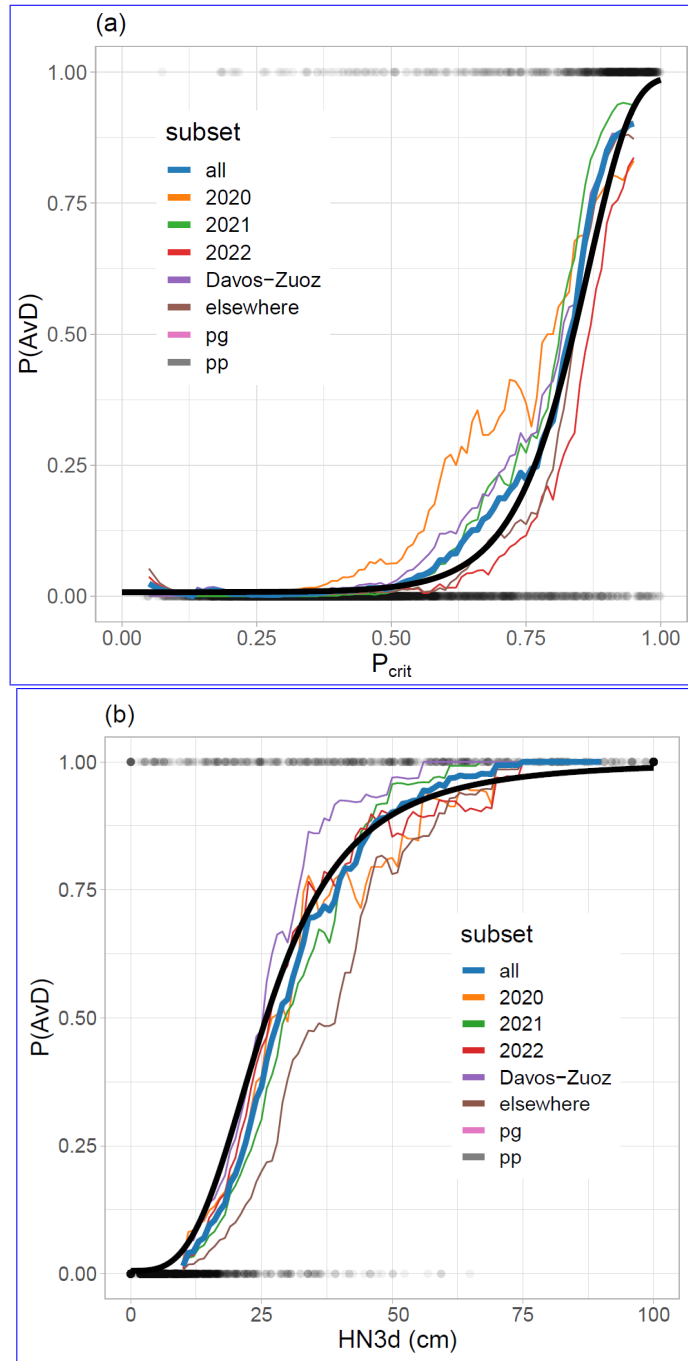 (a)
1.00
0.75
0.50
0.25
0.00
P(AvD)
subset
all
2020
2021
2022
Davos−Zuoz
elsewhere
pg
pp
0.00 0.25 0.50 0.75 1.00
Pcrit
(b)
1.00
0.75
0.50
0.25
0.00
P(AvD)
subset
all
2020
2021
2022
Davos−Zuoz
elsewhere
pg
pp
0 25 50 75 100
HN3d (cm)